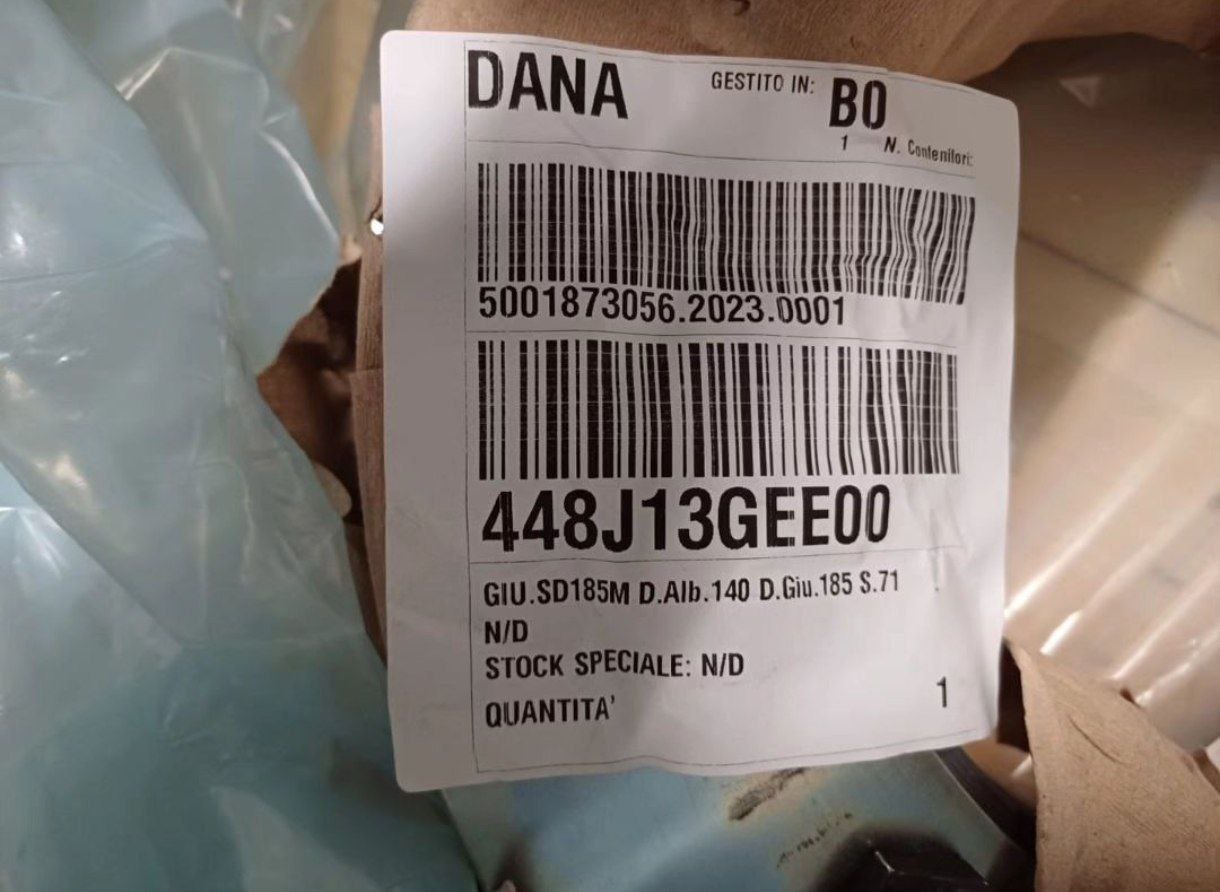 DANA GESTITO IN: BO
1 N. Contenitori:
5001873056.2023.0001
448J13GEE00
GIU.SD185M D.Alb.140 D.Giu.185 S.71
N/D
STOCK SPECIALE: N/D
QUANTITA' 1